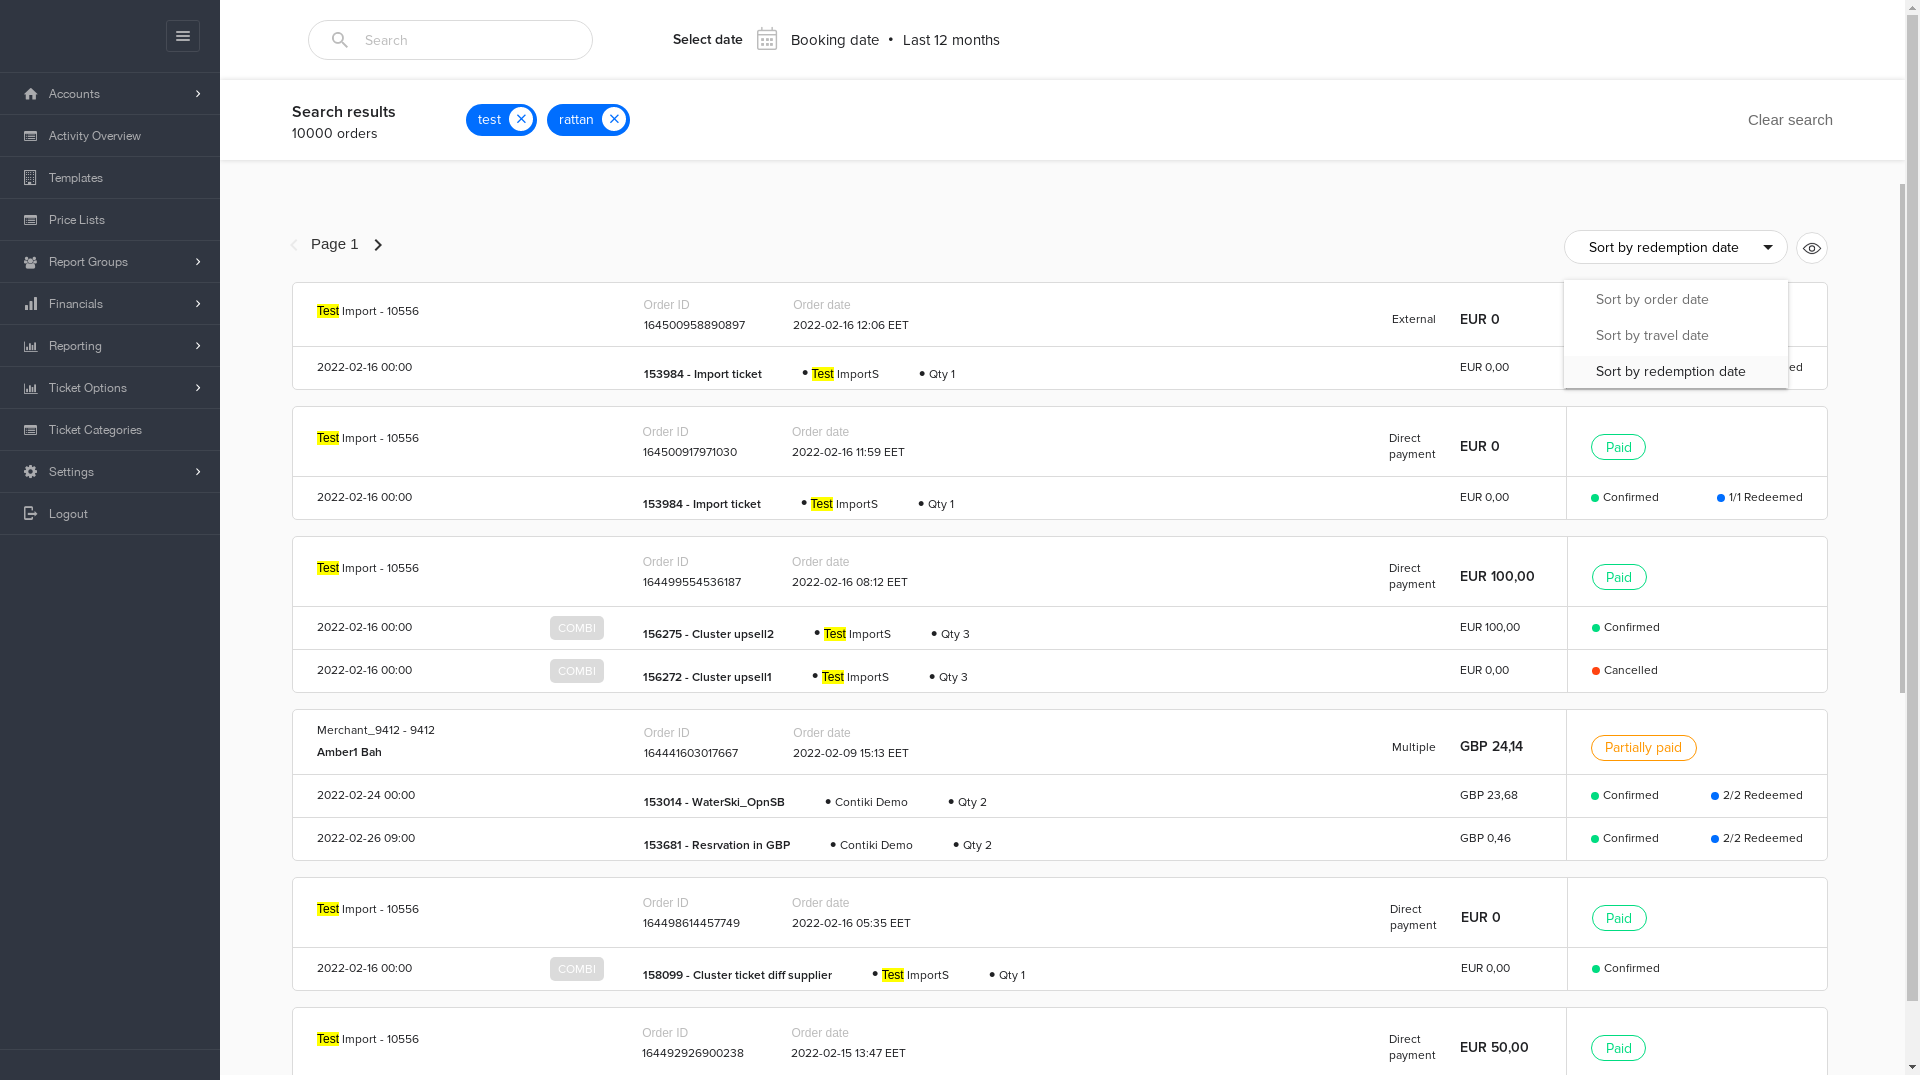 Search
Select date Booking date • Last 12 months
Accounts
Activity Overview
Templates
Price Lists
Report Groups
Financials
Reporting
Ticket Options
Ticket Categories
Settings
Logout
Search results
10000 orders
test
rattan
Clear search
Page 1
Sort by redemption date
Sort by order date
Sort by travel date
Sort by redemption date
Test Import - 10556 Order ID Order date
164500958890897 2022-02-16 12:06 EET External EUR 0
2022-02-16 00:00 153984 - Import ticket • Test ImportS • Qty 1 EUR 0,00 ed
Test Import - 10556 Order ID Order date Direct payment EUR 0 Paid
164500917971030 2022-02-16 11:59 EET
2022-02-16 00:00 153984 - Import ticket • Test ImportS • Qty 1 EUR 0,00 Confirmed 1/1 Redeemed
Test Import - 10556 Order ID Order date Direct payment EUR 100,00 Paid
164499554536187 2022-02-16 08:12 EET
2022-02-16 00:00 COMBI 156275 - Cluster upsell2 • Test ImportS • Qty 3 EUR 100,00 Confirmed
2022-02-16 00:00 COMBI 156272 - Cluster upsell1 • Test ImportS • Qty 3 EUR 0,00 Cancelled
Merchant_9412 - 9412 Order ID Order date
Amber1 Bah 164441603017667 2022-02-09 15:13 EET Multiple GBP 24,14 Partially paid
2022-02-24 00:00 153014 - WaterSki_OpnSB • Contiki Demo • Qty 2 GBP 23,68 Confirmed 2/2 Redeemed
2022-02-26 09:00 153681 - Resrvation in GBP • Contiki Demo • Qty 2 GBP 0,46 Confirmed 2/2 Redeemed
Test Import - 10556 Order ID Order date Direct payment EUR 0 Paid
164498614457749 2022-02-16 05:35 EET
2022-02-16 00:00 COMBI 158099 - Cluster ticket diff supplier • Test ImportS • Qty 1 EUR 0,00 Confirmed
Test Import - 10556 Order ID Order date Direct payment EUR 50,00 Paid
164492926900238 2022-02-15 13:47 EET